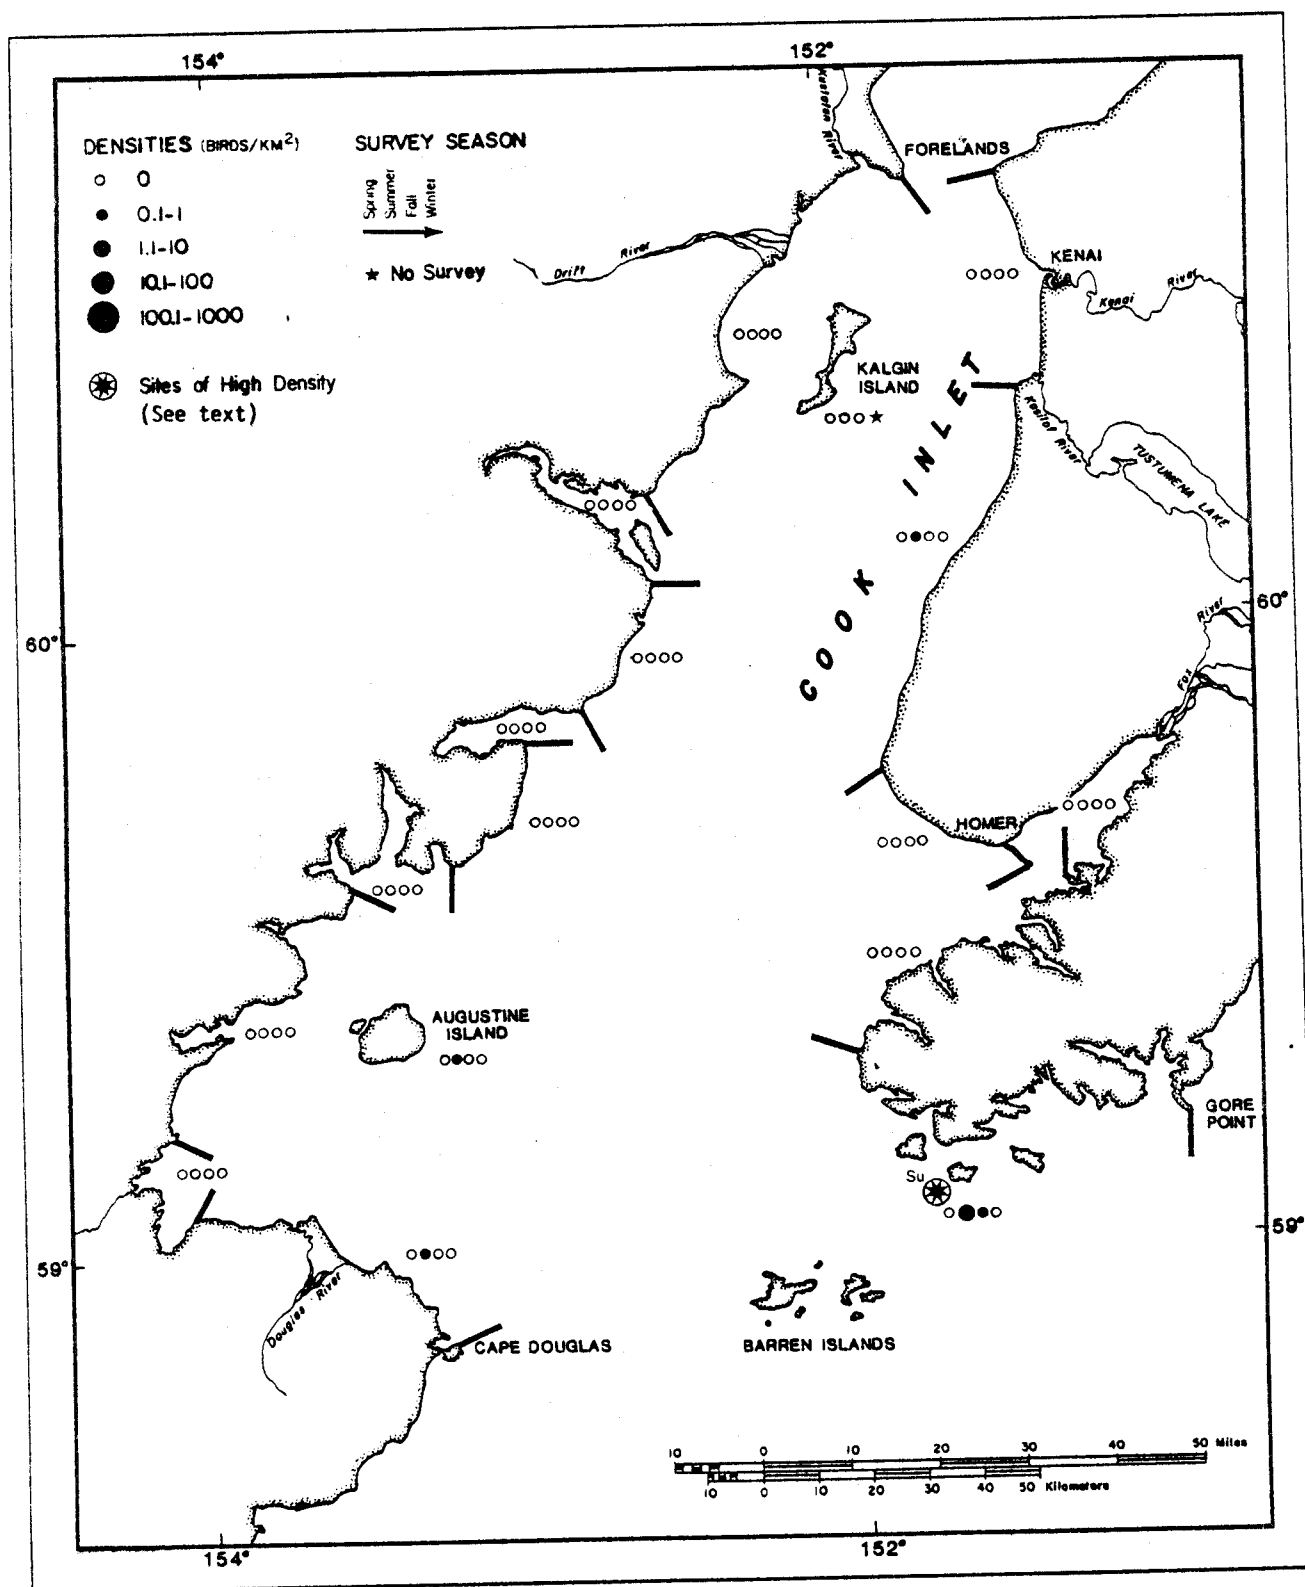 154°
152°
DENSITIES (BIRDS/KM²)
0
0.1-1
1.1-10
10.1-100
100.1-1000
Sites of High Density
(See text)
SURVEY SEASON
Spring
Summer
Fall
Winter
★ No Survey
Kustatan River
FORELANDS
Drift River
KENAI
Kenai River
KALGIN
ISLAND
COOK INLET
Kasilof River
TUSTUMENA LAKE
60°
60°
Fox River
HOMER
AUGUSTINE
ISLAND
GORE
POINT
Su
59°
59°
Douglas River
CAPE DOUGLAS
BARREN ISLANDS
10 0 10 20 30 40 50 Miles
10 0 10 20 30 40 50 Kilometers
154°
152°